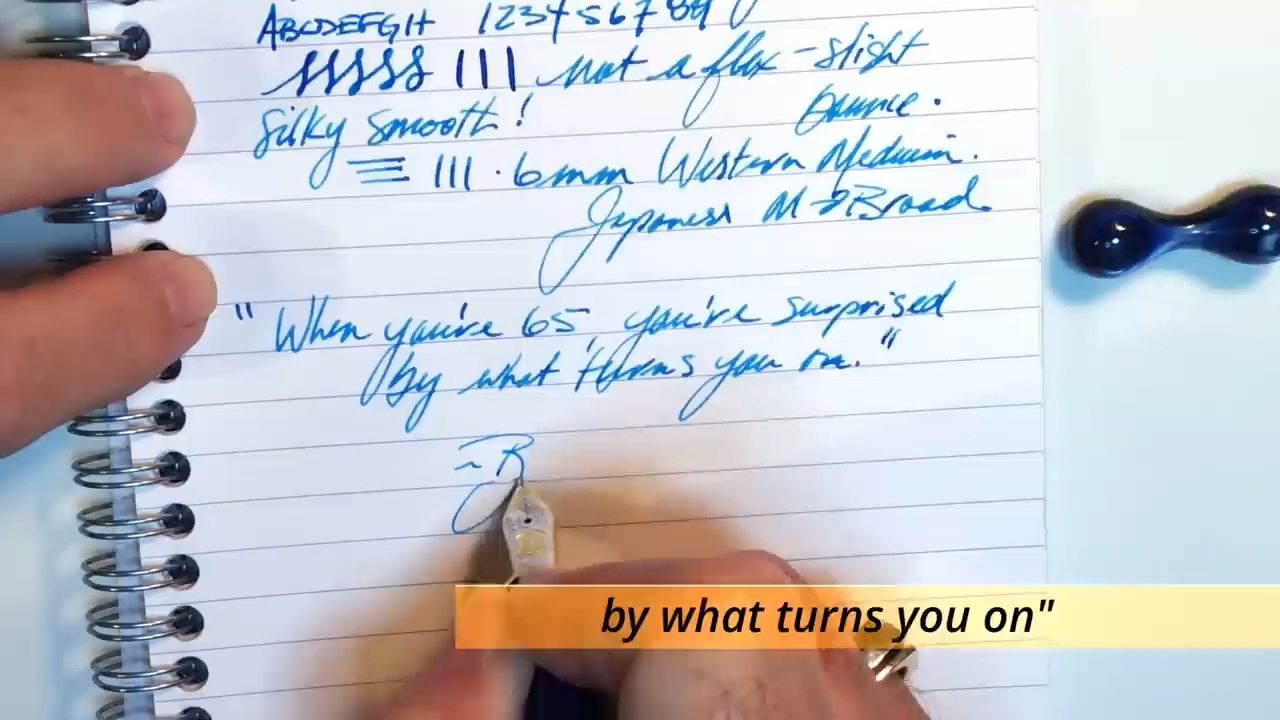 ABCDEFGH 123456789
SSSSS III not a flex - slight
bounce.
Silky smooth!
III .6mm Western Medium.
Japanese M→Broad
"When you're 65, you're surprised
by what turns you on."
~ R
by what turns you on"